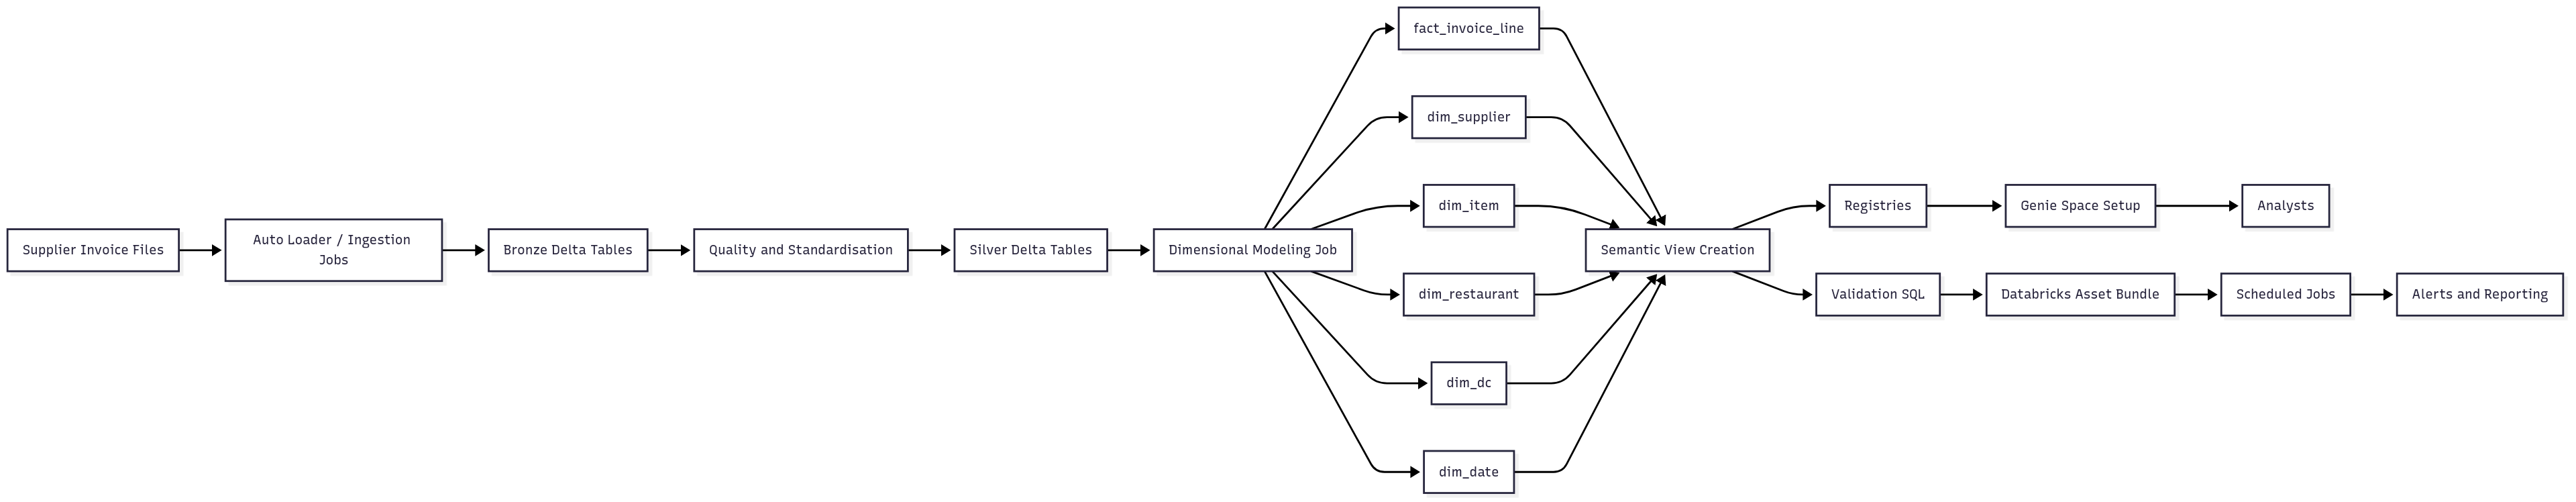 Supplier Invoice Files
Auto Loader / Ingestion
Jobs
Bronze Delta Tables
Quality and Standardisation
Silver Delta Tables
Dimensional Modeling Job
fact_invoice_line
dim_supplier
dim_item
dim_restaurant
dim_dc
dim_date
Semantic View Creation
Registries
Genie Space Setup
Analysts
Validation SQL
Databricks Asset Bundle
Scheduled Jobs
Alerts and Reporting